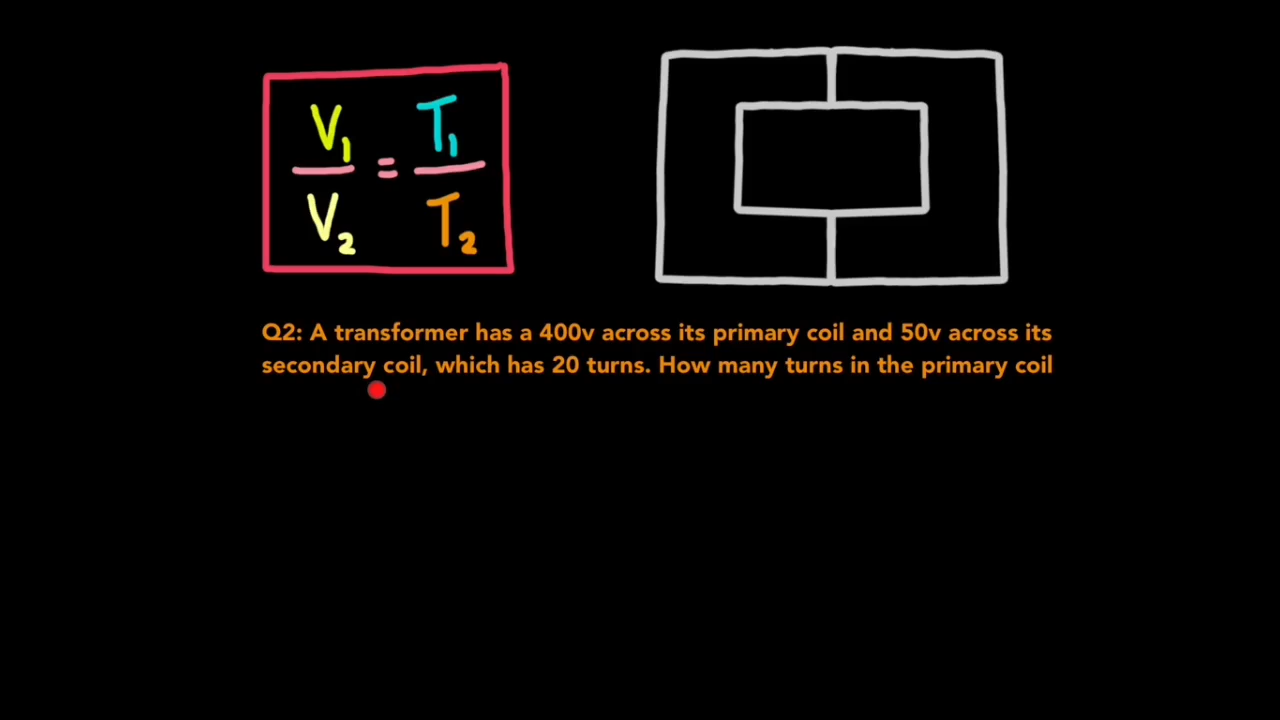 V1 = T1
V2 T2
Q2: A transformer has a 400v across its primary coil and 50v across its
secondary coil, which has 20 turns. How many turns in the primary coil